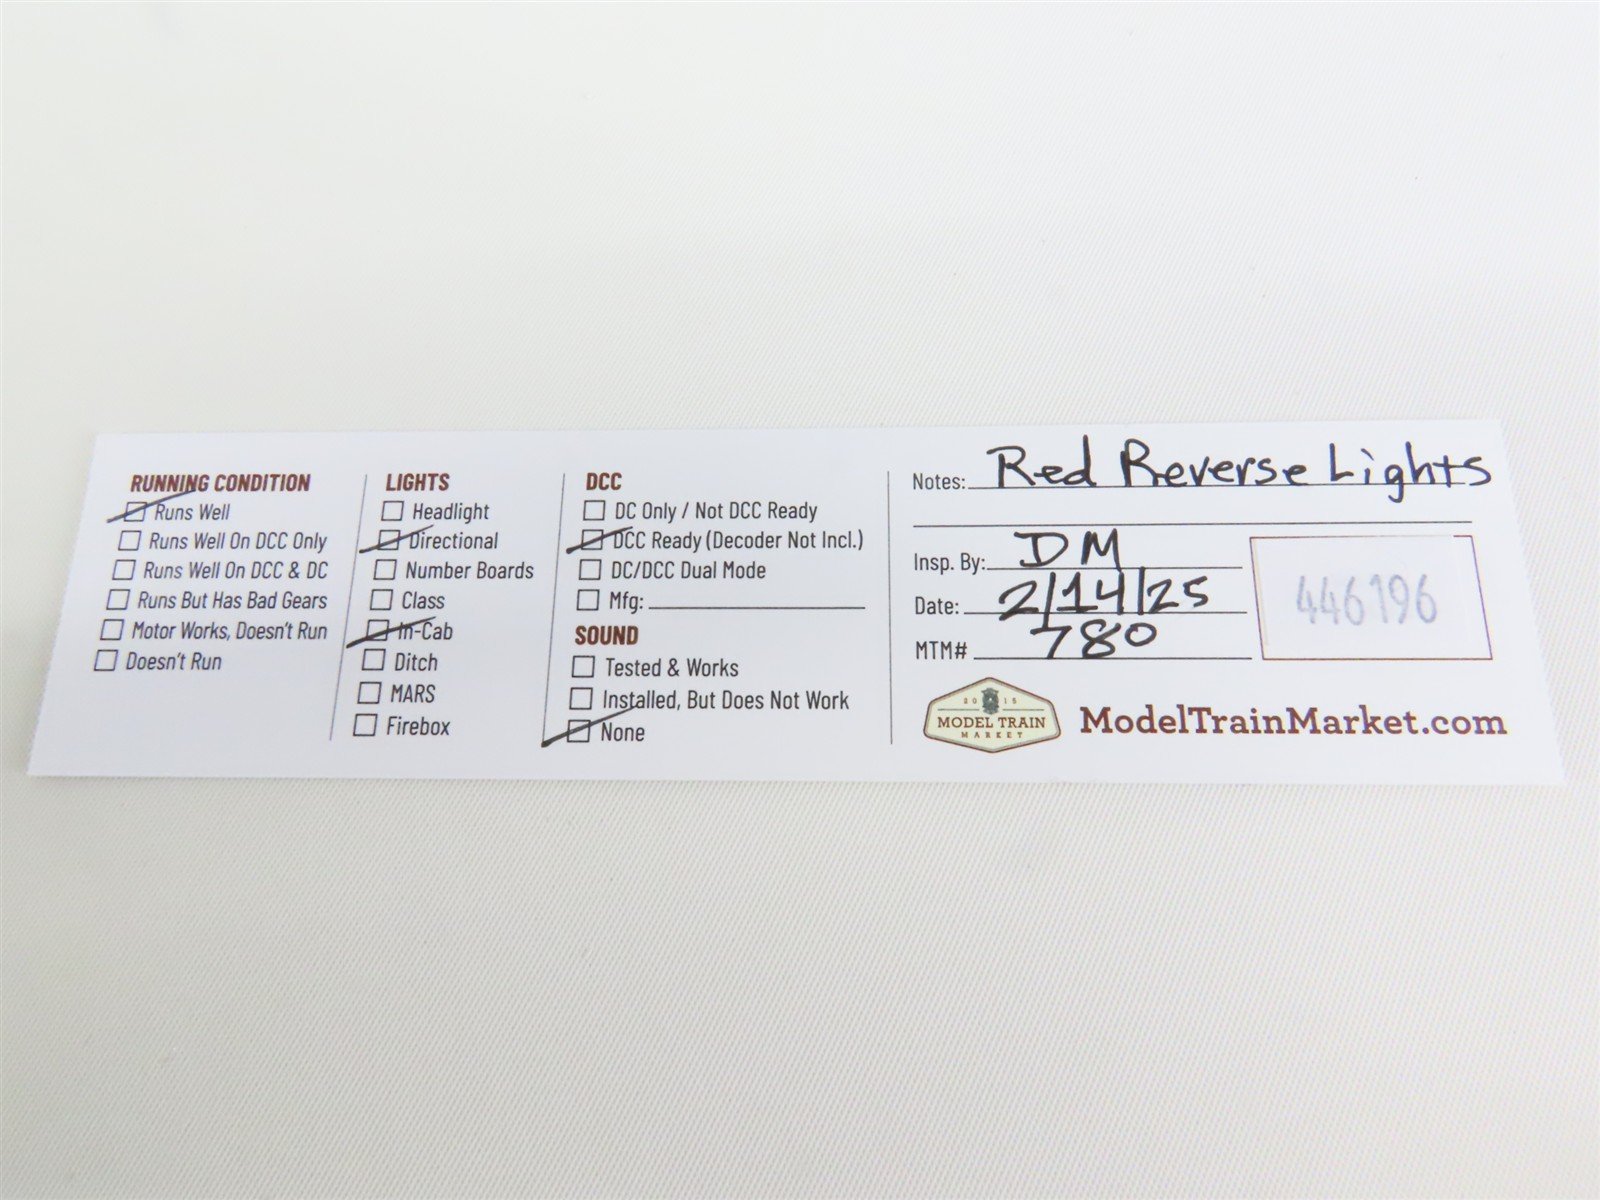 RUNNING CONDITION
Runs Well
Runs Well On DCC Only
Runs Well On DCC & DC
Runs But Has Bad Gears
Motor Works, Doesn't Run
Doesn't Run
LIGHTS
Headlight
Directional
Number Boards
Class
In-Cab
Ditch
MARS
Firebox
DCC
DC Only / Not DCC Ready
DCC Ready (Decoder Not Incl.)
DC/DCC Dual Mode
Mfg:
SOUND
Tested & Works
Installed, But Does Not Work
None
Notes: Red Reverse Lights
Insp. By: DM
Date: 2/14/25
MTM# 780
446196
2015
MODEL TRAIN
MARKET
ModelTrainMarket.com